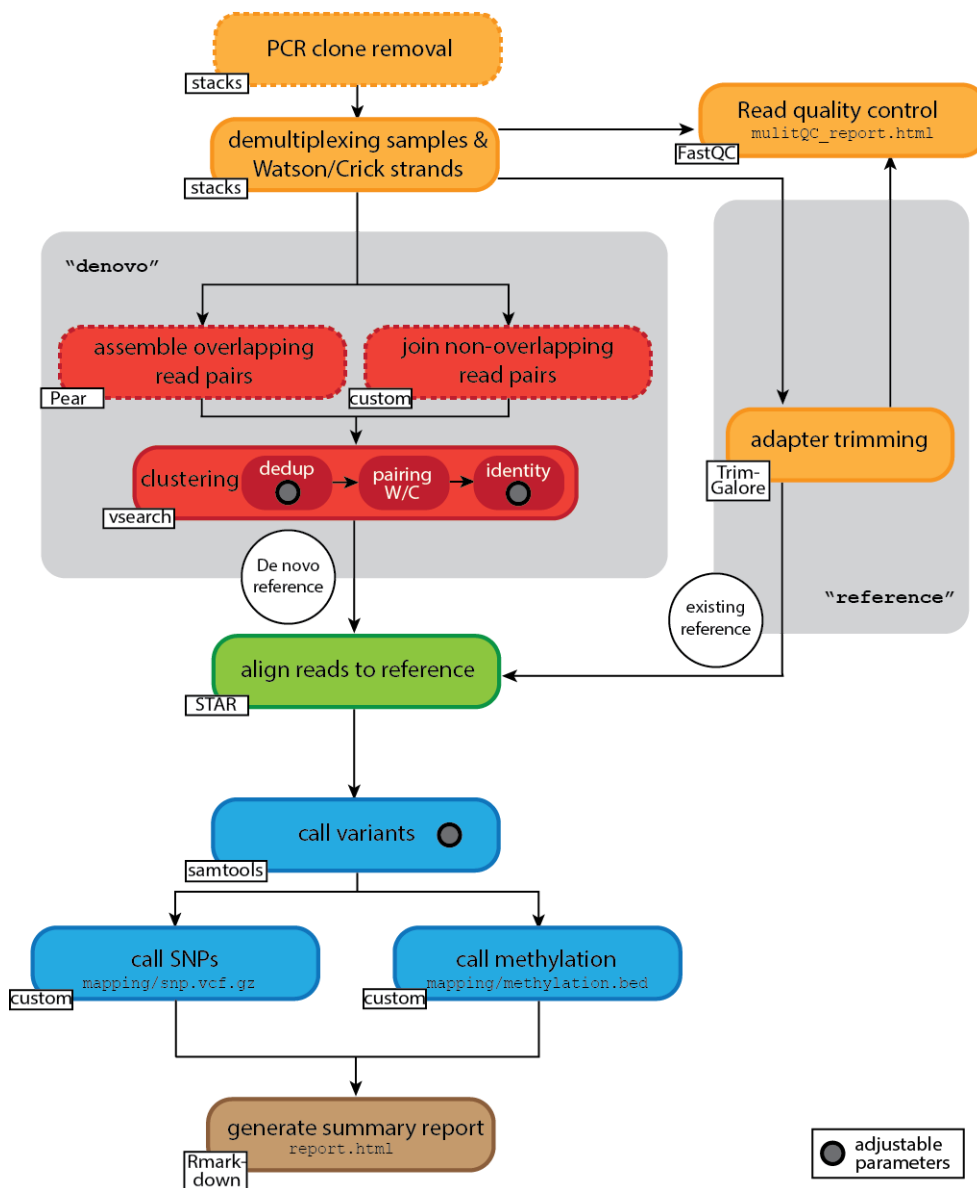 PCR clone removal
stacks
demultiplexing samples &
Watson/Crick strands
stacks
Read quality control
mulitQC_report.html
FastQC
“denovo”
assemble overlapping
read pairs
Pear
join non-overlapping
read pairs
custom
adapter trimming
Trim-
Galore
clustering
dedup
pairing
W/C
identity
vsearch
De novo
reference
existing
reference
“reference”
align reads to reference
STAR
call variants
samtools
call SNPs
mapping/snp.vcf.gz
custom
call methylation
mapping/methylation.bed
custom
generate summary report
report.html
Rmark-
down
adjustable
parameters